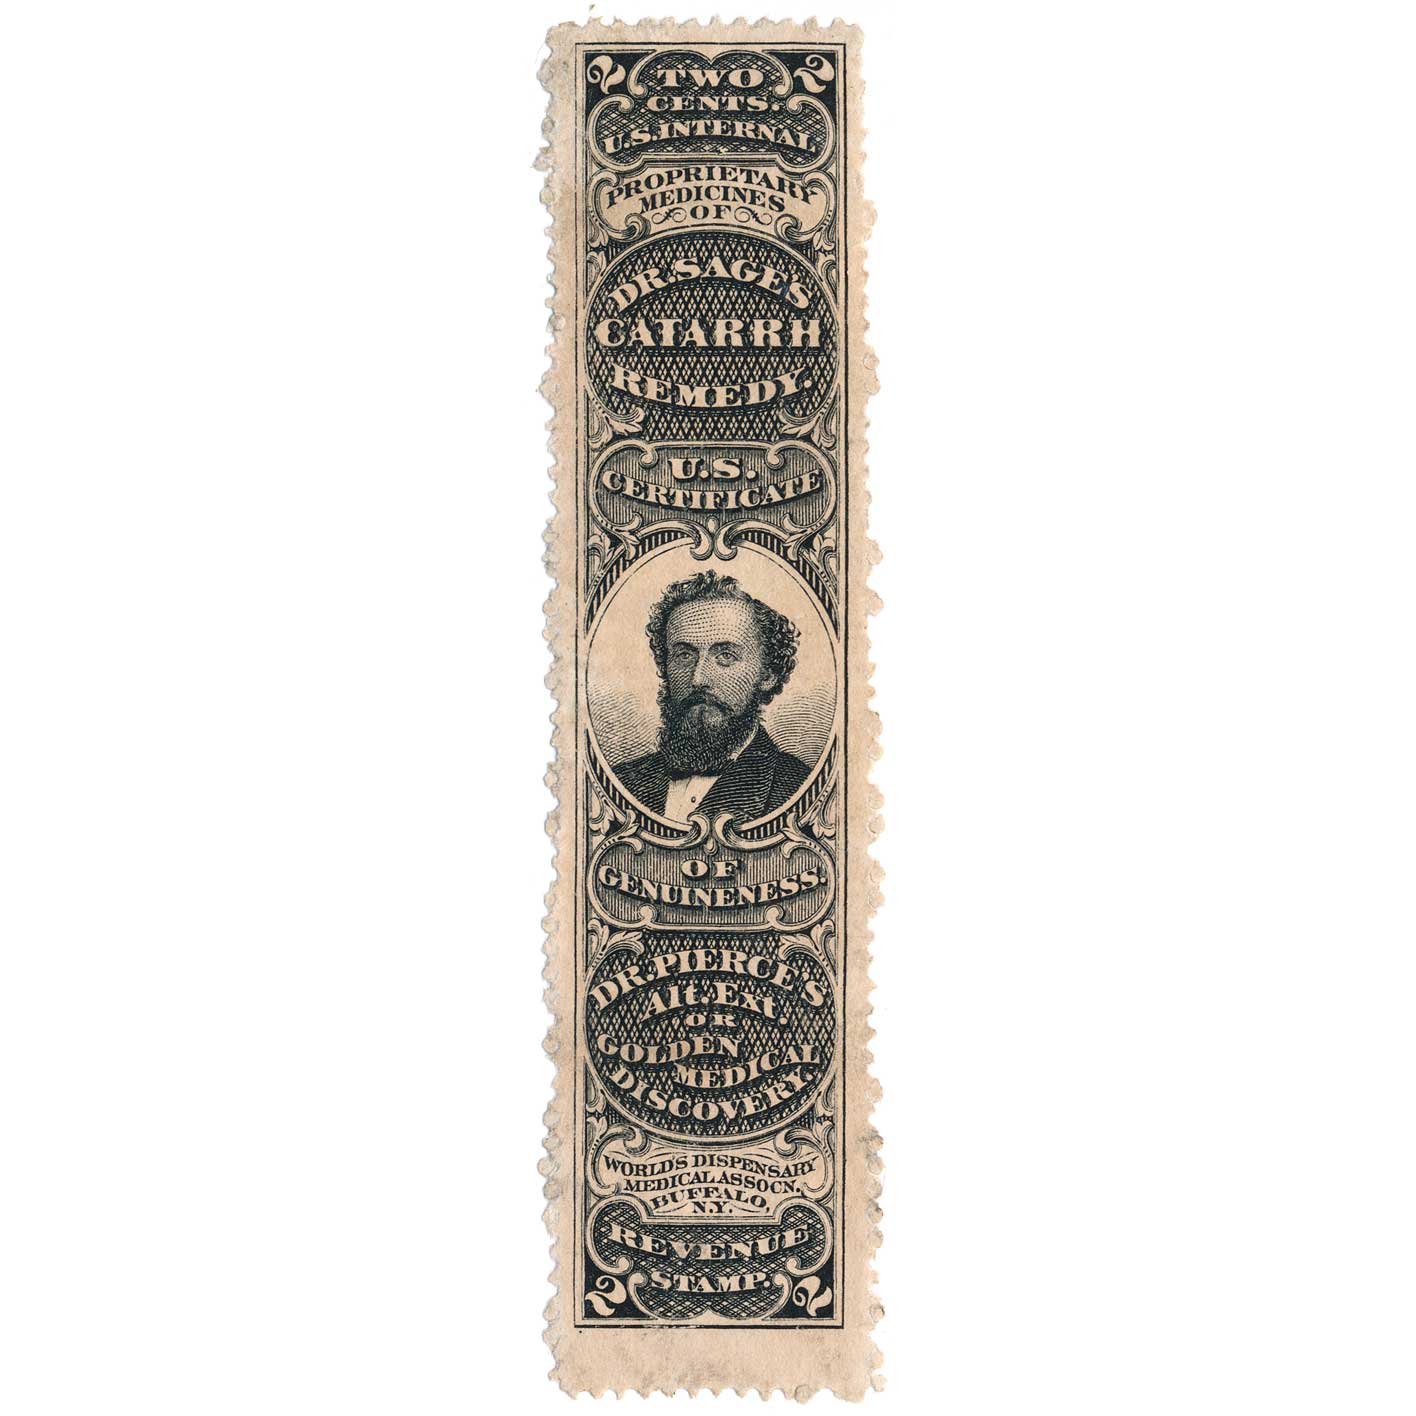 2 2
TWO
CENTS.
U.S. INTERNAL
PROPRIETARY
MEDICINES
OF
DR. SAGE'S
CATARRH
REMEDY.
U.S.
CERTIFICATE
OF
GENUINENESS.
DR. PIERCE'S
Alt. Ext.
OR
GOLDEN
MEDICAL
DISCOVERY.
WORLD'S DISPENSARY
MEDICAL ASSOCN.
BUFFALO,
N.Y.
REVENUE
STAMP.
2 2